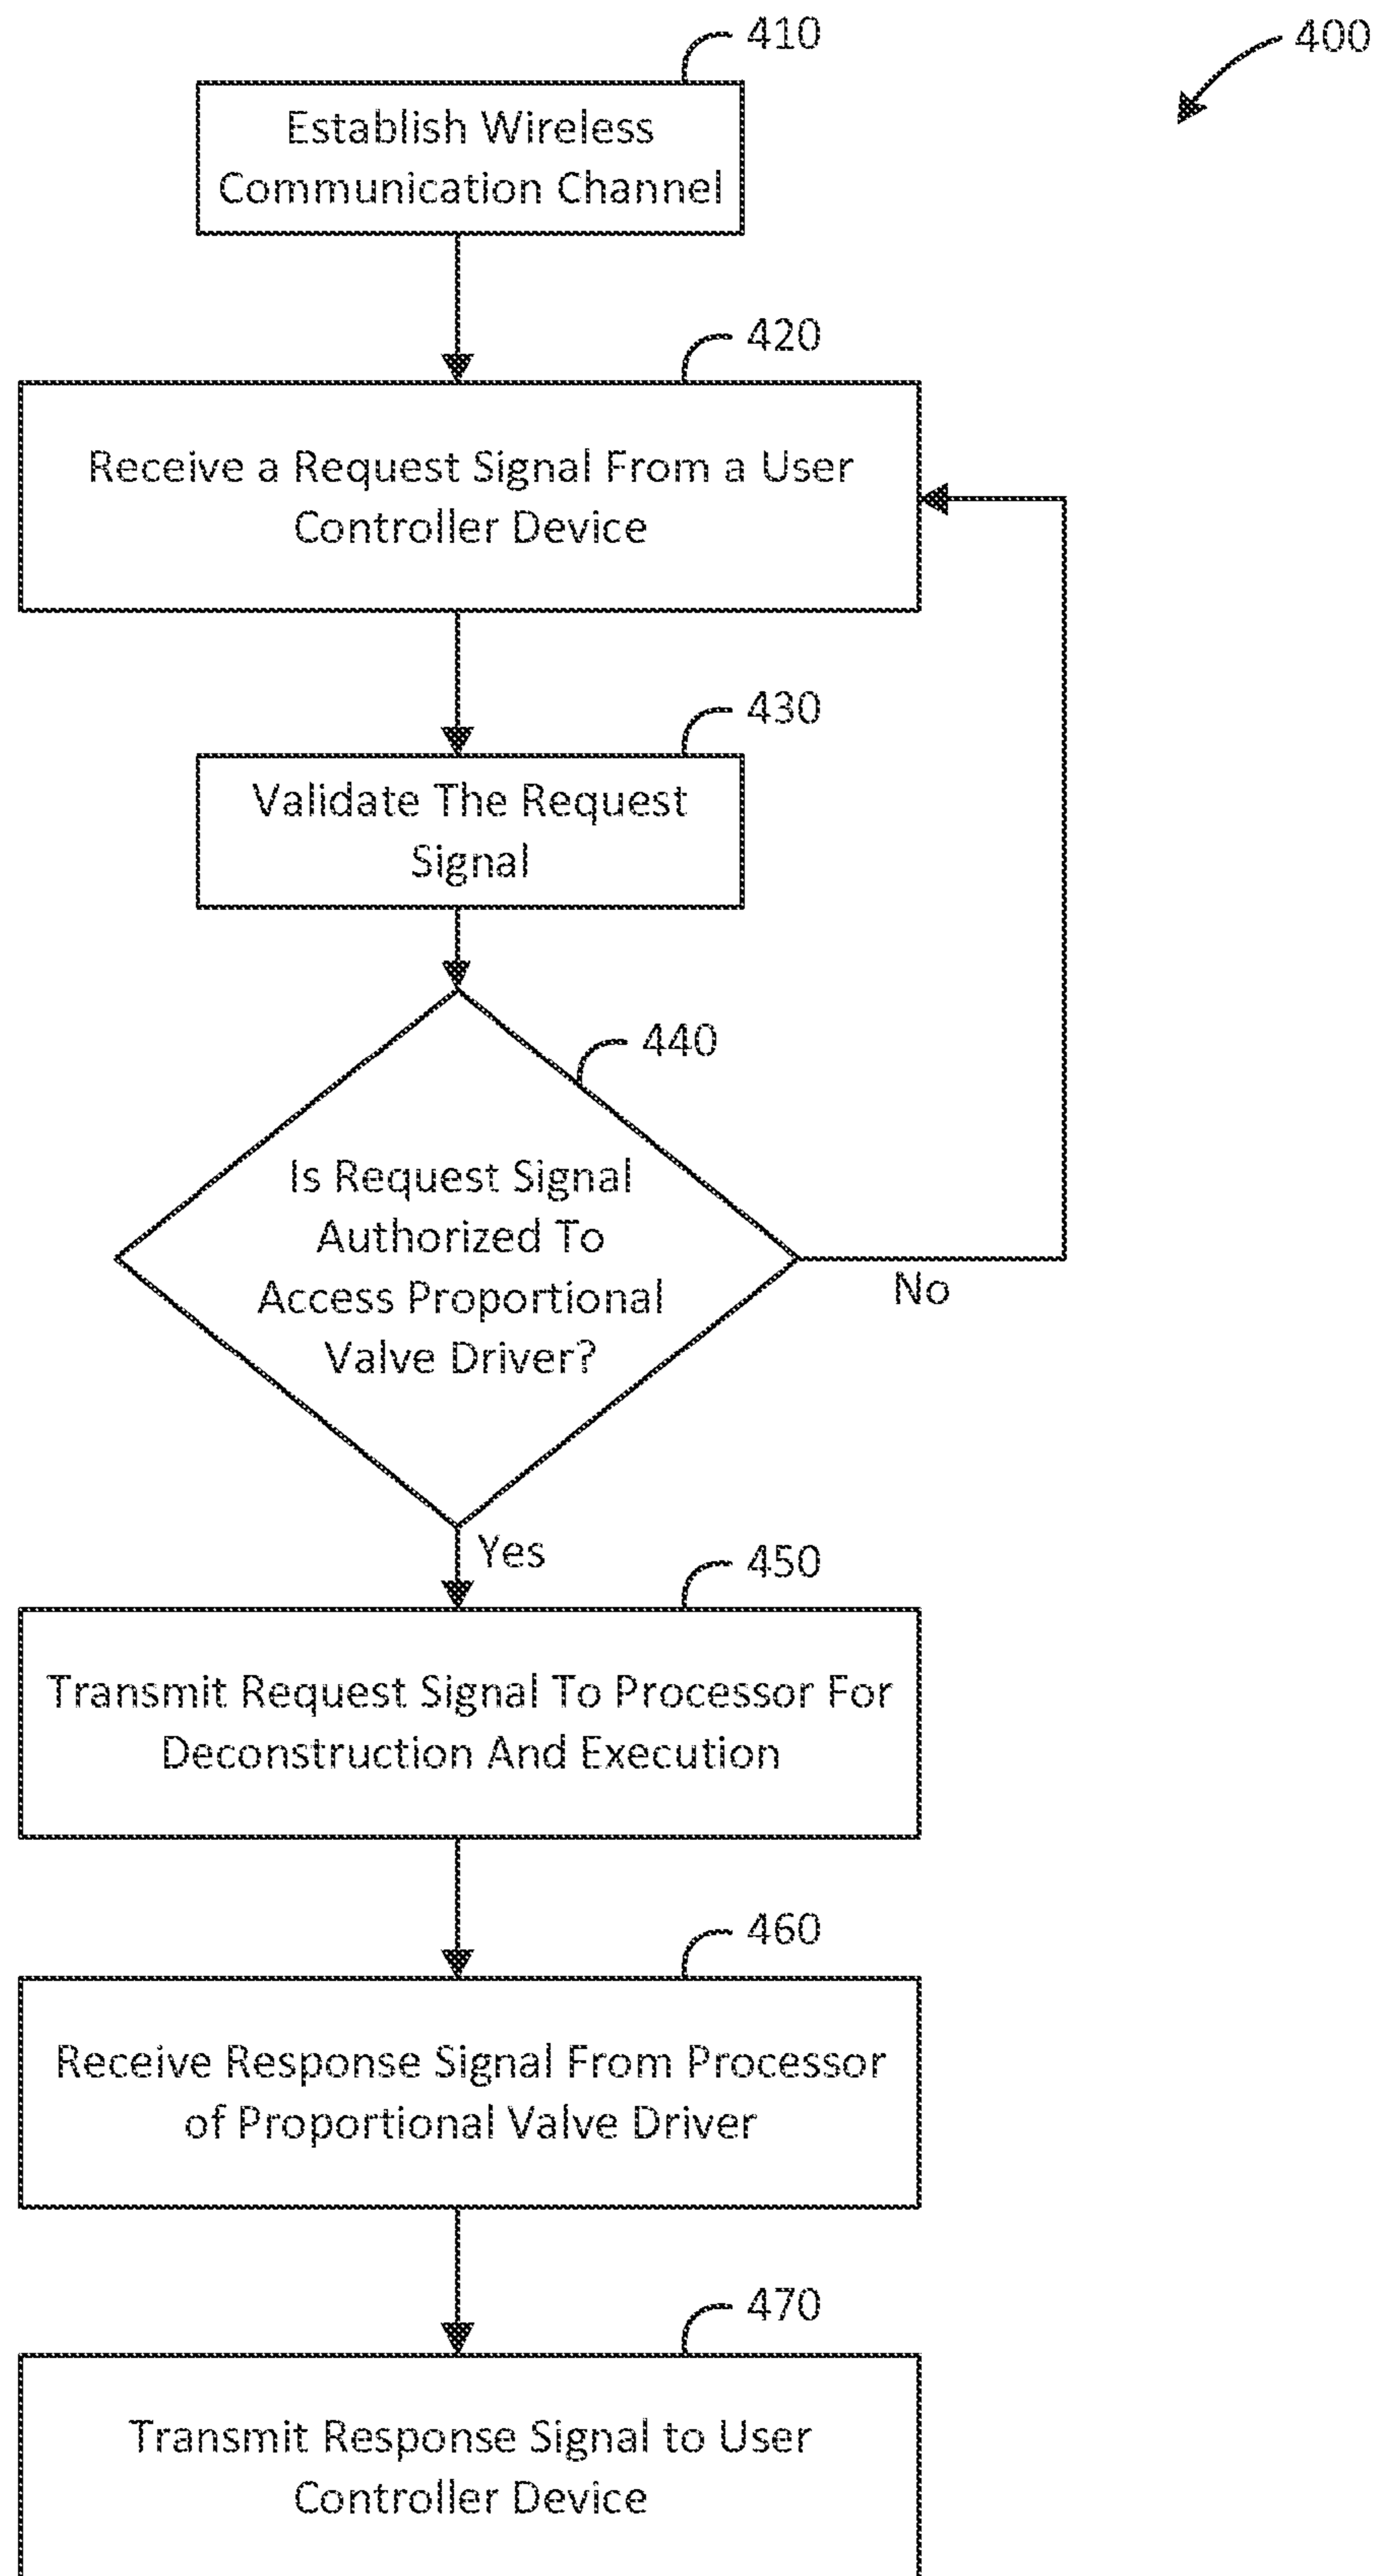 410
400
Establish Wireless
Communication Channel
420
Receive a Request Signal From a User
Controller Device
430
Validate The Request
Signal
440
Is Request Signal
Authorized To
Access Proportional
Valve Driver?
No
Yes
450
Transmit Request Signal To Processor For
Deconstruction And Execution
460
Receive Response Signal From Processor
of Proportional Valve Driver
470
Transmit Response Signal to User
Controller Device